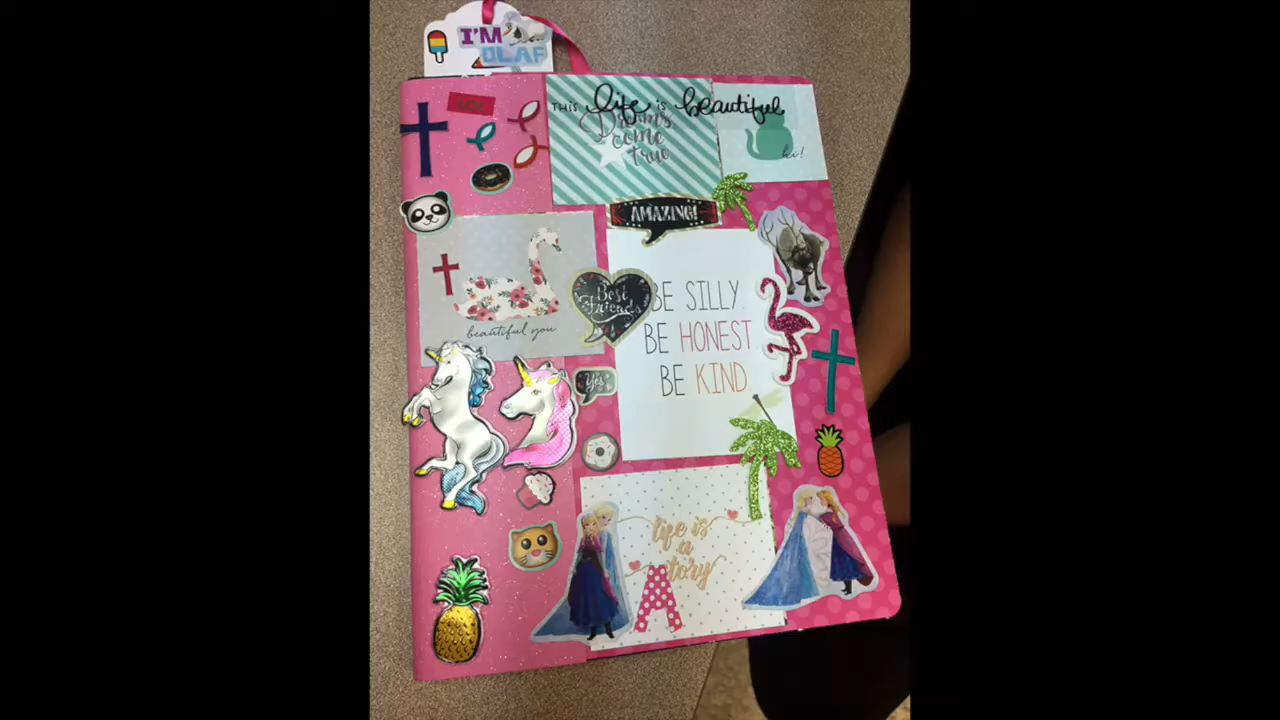 I'M
OLAF
THIS life is beautiful
Dreams
come
true
hi!
AMAZING!
beautiful you
Best
Friends
BE SILLY.
BE HONEST
BE KIND.
Yes
life is
a
story
A